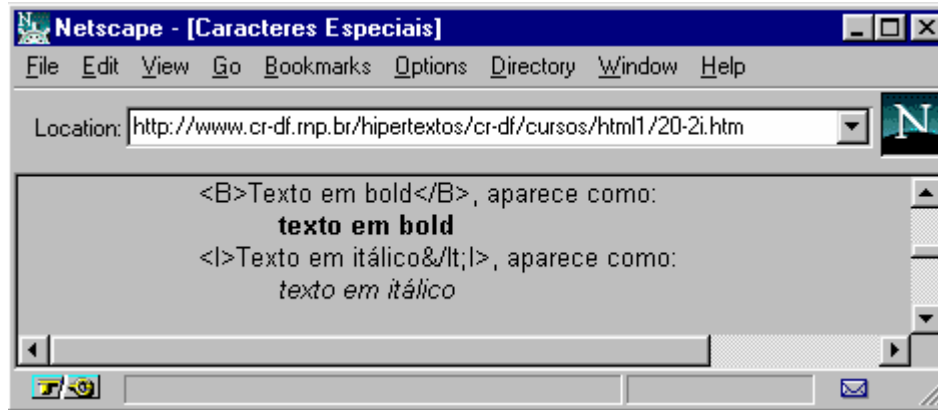 Netscape - [Caracteres Especiais]
File Edit View Go Bookmarks Options Directory Window Help
Location: http://www.cr-df.rnp.br/hipertextos/cr-df/cursos/html1/20-2i.htm
N
<B>Texto em bold</B>, aparece como:
texto em bold
<I>Texto em itálico&/lt;I>, aparece como:
texto em itálico